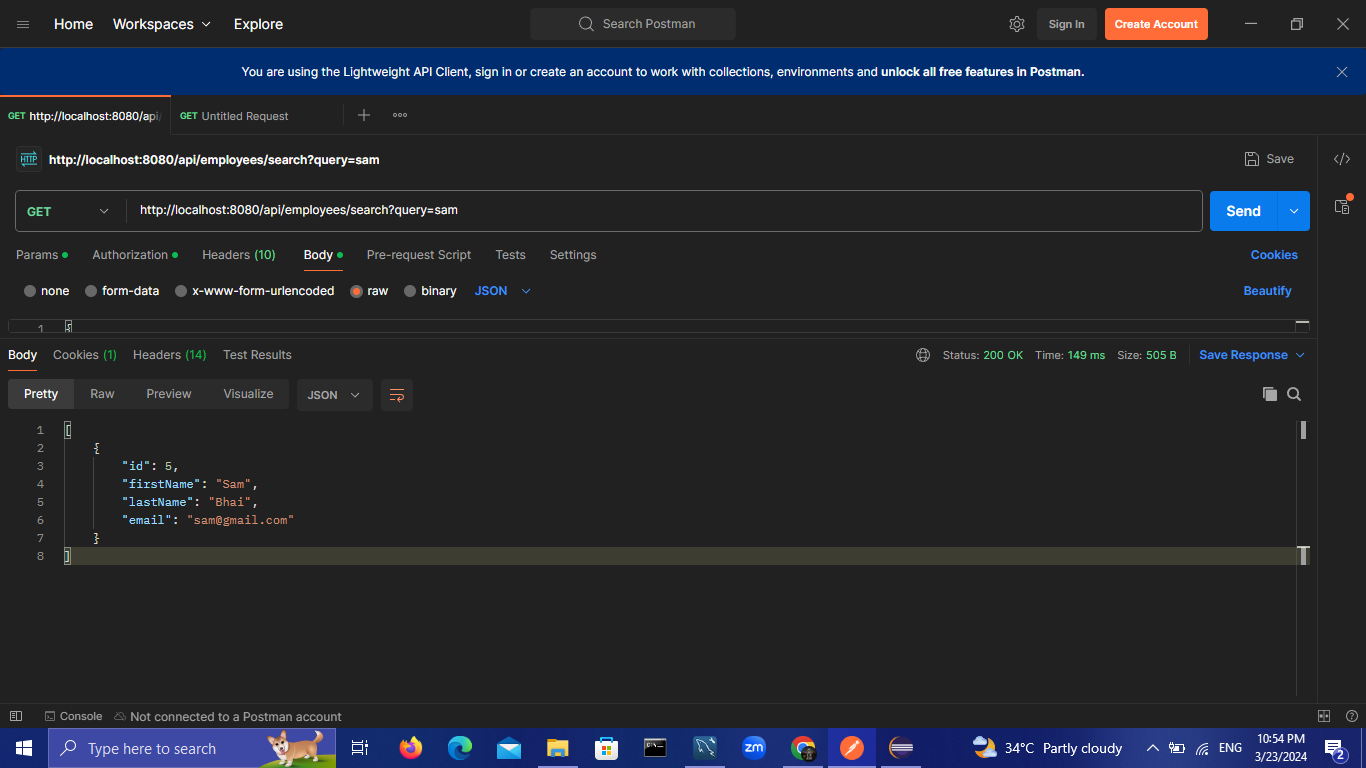 Home Workspaces Explore Search Postman Sign In Create Account
You are using the Lightweight API Client, sign in or create an account to work with collections, environments and unlock all free features in Postman.
GET http://localhost:8080/api/ GET Untitled Request
HTTP http://localhost:8080/api/employees/search?query=sam Save
GET http://localhost:8080/api/employees/search?query=sam Send
Params Authorization Headers (10) Body Pre-request Script Tests Settings Cookies
none form-data x-www-form-urlencoded raw binary JSON Beautify
1 {
Body Cookies (1) Headers (14) Test Results Status: 200 OK Time: 149 ms Size: 505 B Save Response
Pretty Raw Preview Visualize JSON
1 [
2 {
3 "id": 5,
4 "firstName": "Sam",
5 "lastName": "Bhai",
6 "email": "sam@gmail.com"
7 }
8 ]
Console Not connected to a Postman account
Type here to search zm 34°C Partly cloudy ENG 10:54 PM
3/23/2024 2